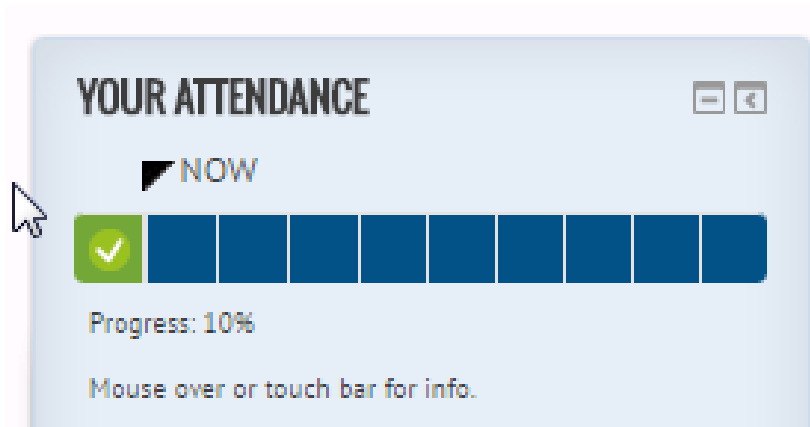 YOUR ATTENDANCE
NOW
Progress: 10%
Mouse over or touch bar for info.